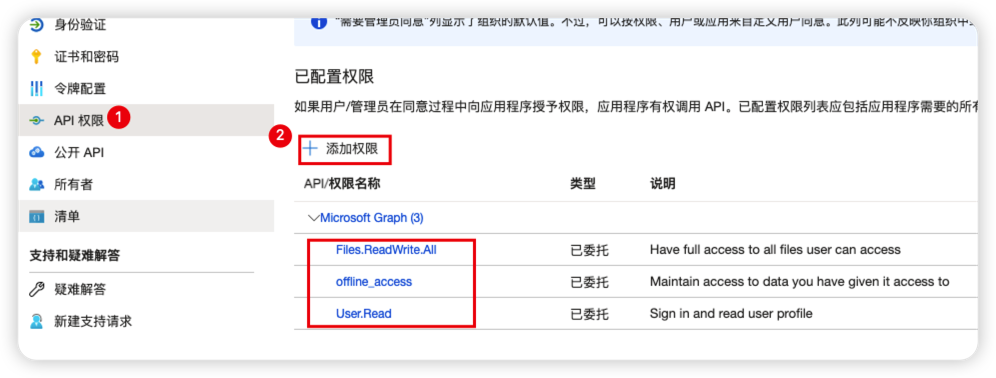 身份验证
证书和密码
令牌配置
API 权限
1
公开 API
所有者
清单
支持和疑难解答
疑难解答
新建支持请求
"需要管理员同意"列显示了组织的默认值。不过，可以按权限、用户或应用来自定义用户同意。此列可能不反映你组织中
已配置权限
如果用户/管理员在同意过程中向应用程序授予权限，应用程序有权调用 API。已配置权限列表应包括应用程序需要的所有
2
添加权限
API/权限名称 类型 说明
Microsoft Graph (3)
Files.ReadWrite.All 已委托 Have full access to all files user can access
offline_access 已委托 Maintain access to data you have given it access to
User.Read 已委托 Sign in and read user profile